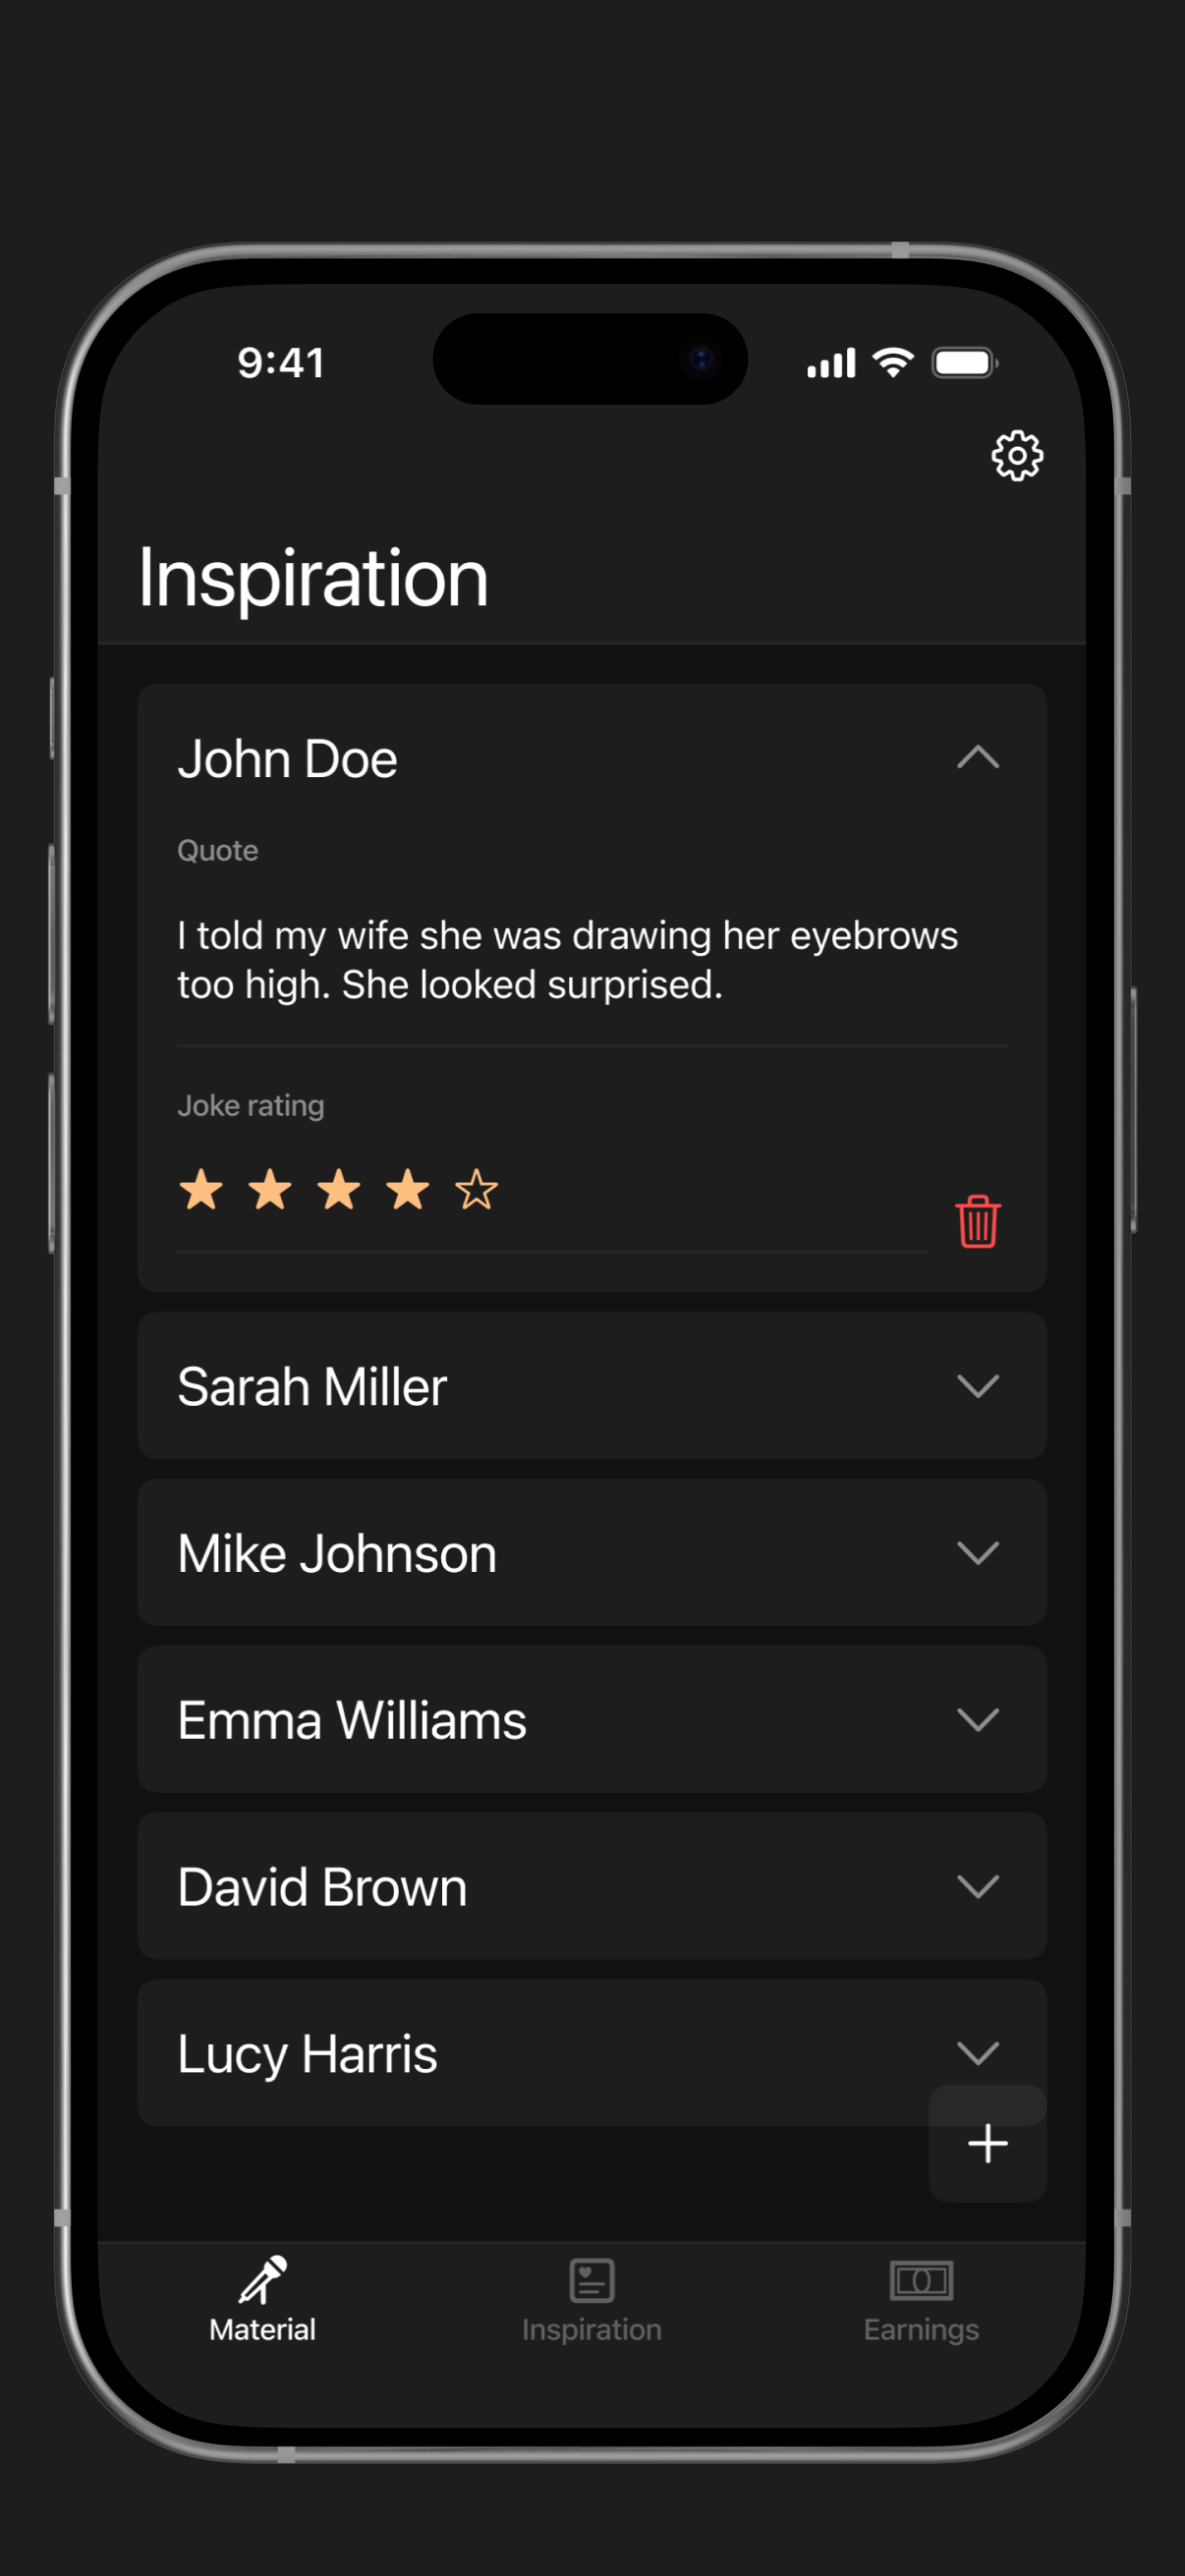 9:41
Inspiration
John Doe
Quote
I told my wife she was drawing her eyebrows
too high. She looked surprised.
Joke rating
Sarah Miller
Mike Johnson
Emma Williams
David Brown
Lucy Harris
Material
Inspiration
Earnings